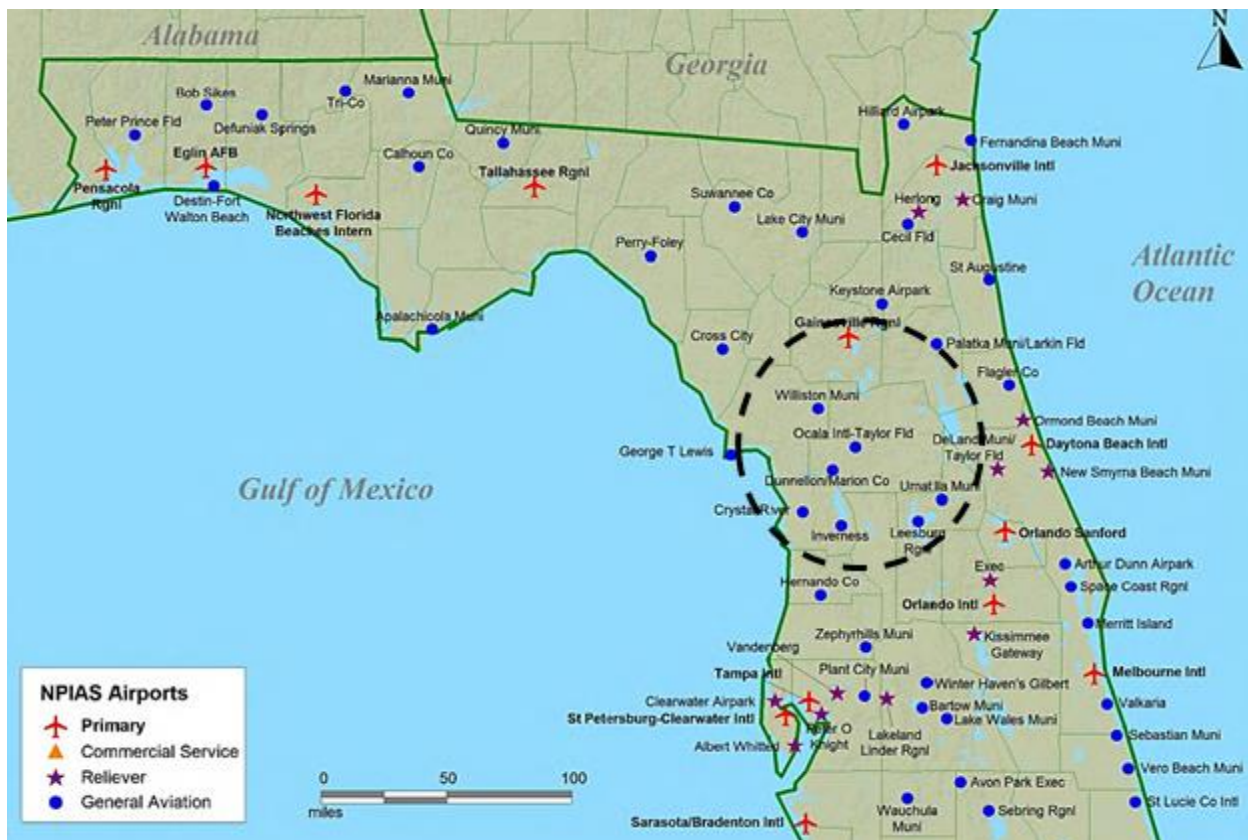 Alabama
Georgia
N
Marianna Muni
Bob Sikes
Tri-Co
Hilliard Airpark
Peter Prince Fld
Defuniak Springs
Quincy Muni
Fernandina Beach Muni
Eglin AFB
Calhoun Co
Tallahassee Rgnl
Jacksonville Intl
Pensacola
Rgnl
Destin-Fort
Walton Beach
Northwest Florida
Beaches Intern
Suwannee Co
Herlong
Craig Muni
Lake City Muni
Cecil Fld
Perry-Foley
Atlantic
Ocean
St Augustine
Keystone Airpark
Apalachicola Muni
Gainesville Rgnl
Cross City
Palatka Muni/Larkin Fld
Flagler Co
Williston Muni
Ormond Beach Muni
Ocala Intl-Taylor Fld
DeLand Muni/
Taylor Fld
Daytona Beach Intl
George T Lewis
New Smyrna Beach Muni
Dunnellon/Marion Co
Gulf of Mexico
Umatilla Muni
Crystal River
Inverness
Leesburg
Rgnl
Orlando Sanford
Arthur Dunn Airpark
Exec
Hernando Co
Space Coast Rgnl
Orlando Intl
Merritt Island
Zephyrhills Muni
Kissimmee
Gateway
Vandenberg
Tampa Intl
Plant City Muni
Melbourne Intl
Winter Haven's Gilbert
Clearwater Airpark
Bartow Muni
Valkaria
St Petersburg-Clearwater Intl
Lake Wales Muni
Peter O
Knight
Lakeland
Linder Rgnl
Sebastian Muni
Albert Whitted
Vero Beach Muni
Avon Park Exec
St Lucie Co Intl
Wauchula
Muni
Sebring Rgnl
Sarasota/Bradenton Intl
NPIAS Airports
Primary
Commercial Service
Reliever
General Aviation
0 50 100
miles